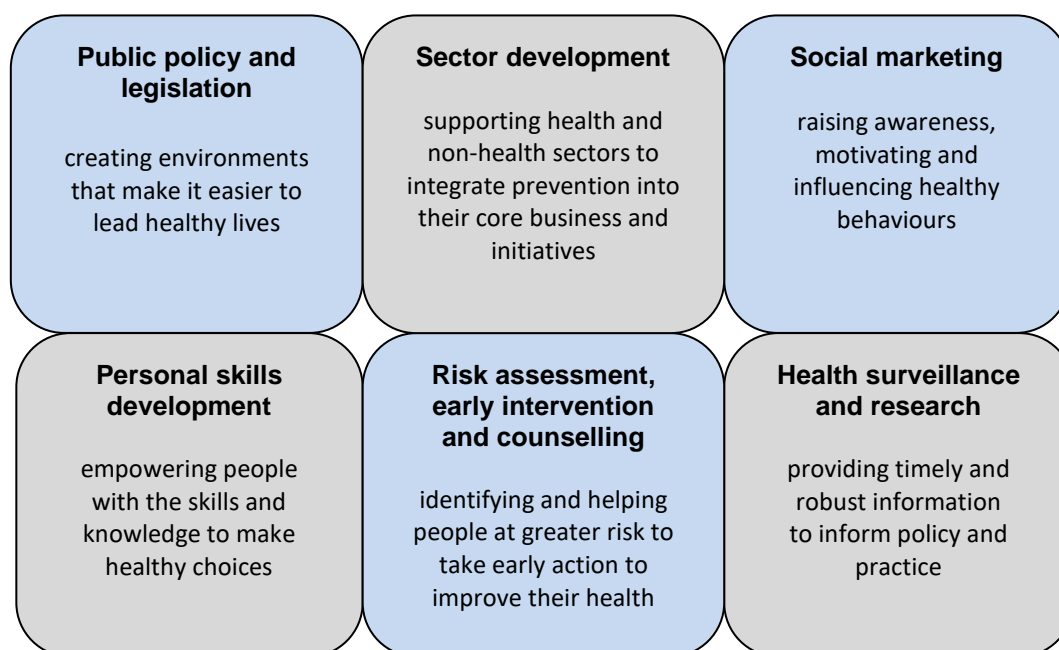 Public policy and
legislation
creating environments
that make it easier to
lead healthy lives
Sector development
supporting health and
non-health sectors to
integrate prevention into
their core business and
initiatives
Social marketing
raising awareness,
motivating and
influencing healthy
behaviours
Personal skills
development
empowering people
with the skills and
knowledge to make
healthy choices
Risk assessment,
early intervention
and counselling
identifying and helping
people at greater risk to
take early action to
improve their health
Health surveillance
and research
providing timely and
robust information
to inform policy and
practice